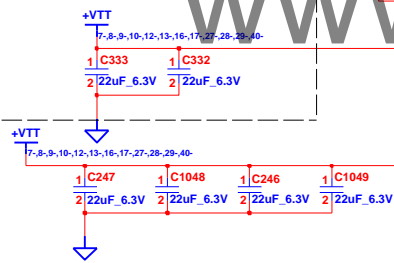 WWW
+VTT
7-,8-,9-,10-,12-,13-,16-,17-,27-,28-,29-,40-
1 C333 1 C332
2 22uF_6.3V 2 22uF_6.3V
+VTT
7-,8-,9-,10-,12-,13-,16-,17-,27-,28-,29-,40-
1 C247 1 C1048 1 C246 1 C1049
2 22uF_6.3V 2 22uF_6.3V 2 22uF_6.3V 2 22uF_6.3V